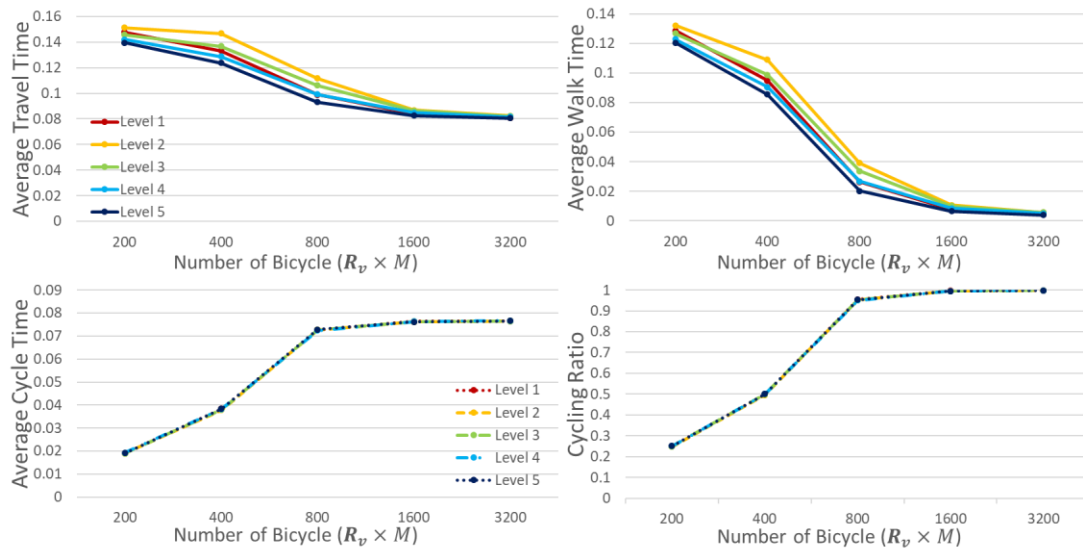 Average Travel Time
0.16
0.14
0.12
0.1
0.08
0.06
0.04
0.02
0
Level 1
Level 2
Level 3
Level 4
Level 5
200 400 800 1600 3200
Number of Bicycle (𝑹𝒗 × 𝑀)
Average Walk Time
0.14
0.12
0.1
0.08
0.06
0.04
0.02
0
200 400 800 1600 3200
Number of Bicycle (𝑹𝒗 × 𝑀)
Average Cycle Time
0.09
0.08
0.07
0.06
0.05
0.04
0.03
0.02
0.01
0
Level 1
Level 2
Level 3
Level 4
Level 5
200 400 800 1600 3200
Number of Bicycle (𝑹𝒗 × 𝑀)
Cycling Ratio
1
0.9
0.8
0.7
0.6
0.5
0.4
0.3
0.2
0.1
0
200 400 800 1600 3200
Number of Bicycle (𝑹𝒗 × 𝑀)